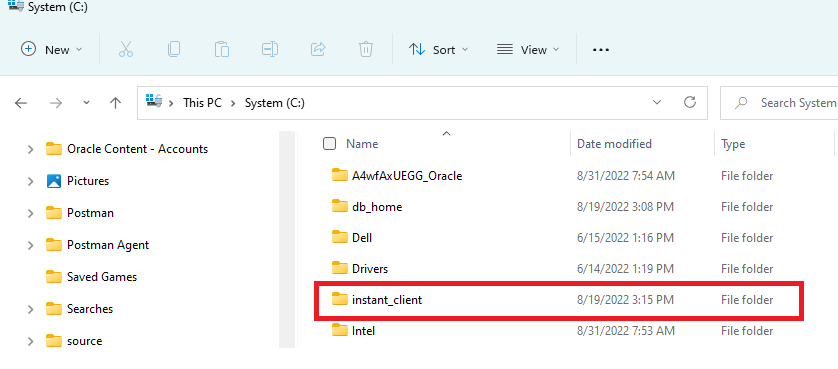 System (C:)
New Sort View
This PC System (C:) Search System
Oracle Content - Accounts
Pictures
Postman
Postman Agent
Saved Games
Searches
source
Name Date modified Type
A4wfAxUEGG_Oracle 8/31/2022 7:54 AM File folder
db_home 8/19/2022 3:08 PM File folder
Dell 6/15/2022 1:16 PM File folder
Drivers 6/14/2022 1:19 PM File folder
instant_client 8/19/2022 3:15 PM File folder
Intel 8/31/2022 7:53 AM File folder